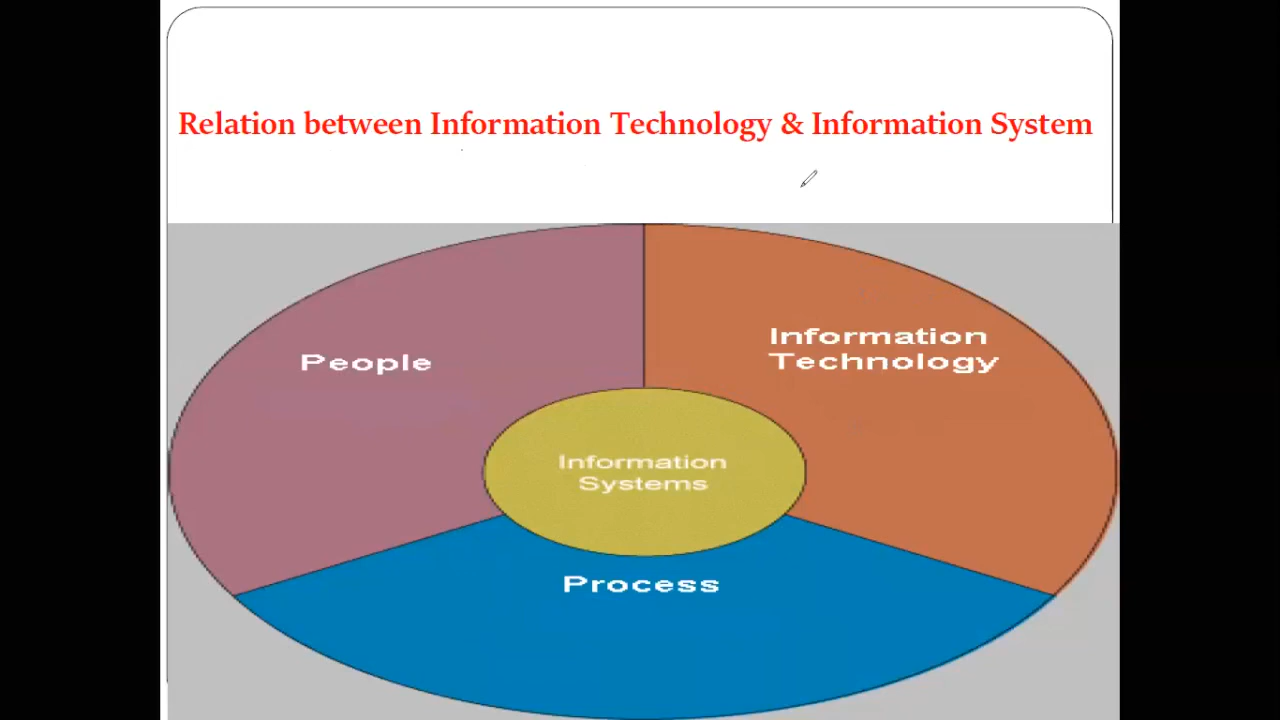 Relation between Information Technology & Information System
People
Information
Technology
Information
Systems
Process